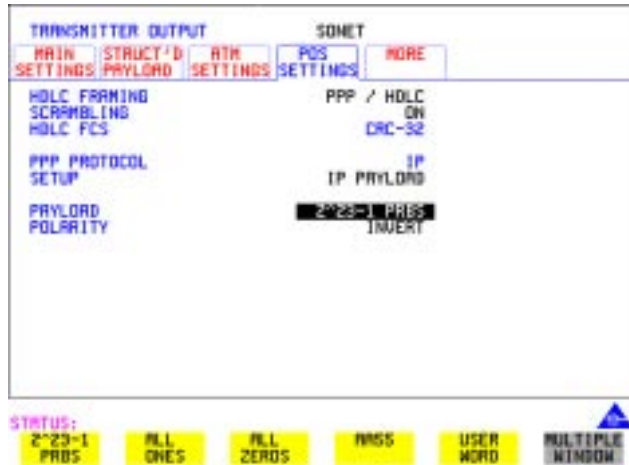 TRANSMITTER OUTPUT SONET
MAIN SETTINGS STRUCT'D PAYLOAD ATM SETTINGS POS SETTINGS MORE
HDLC FRAMING PPP / HDLC
SCRAMBLING ON
HDLC FCS CRC-32
PPP PROTOCOL IP
SETUP IP PAYLOAD
PAYLOAD 2^23-1 PRBS
POLARITY INVERT
STATUS:
2^23-1 PRBS ALL ONES ALL ZEROS USER WORD MULTIPLE WINDOW